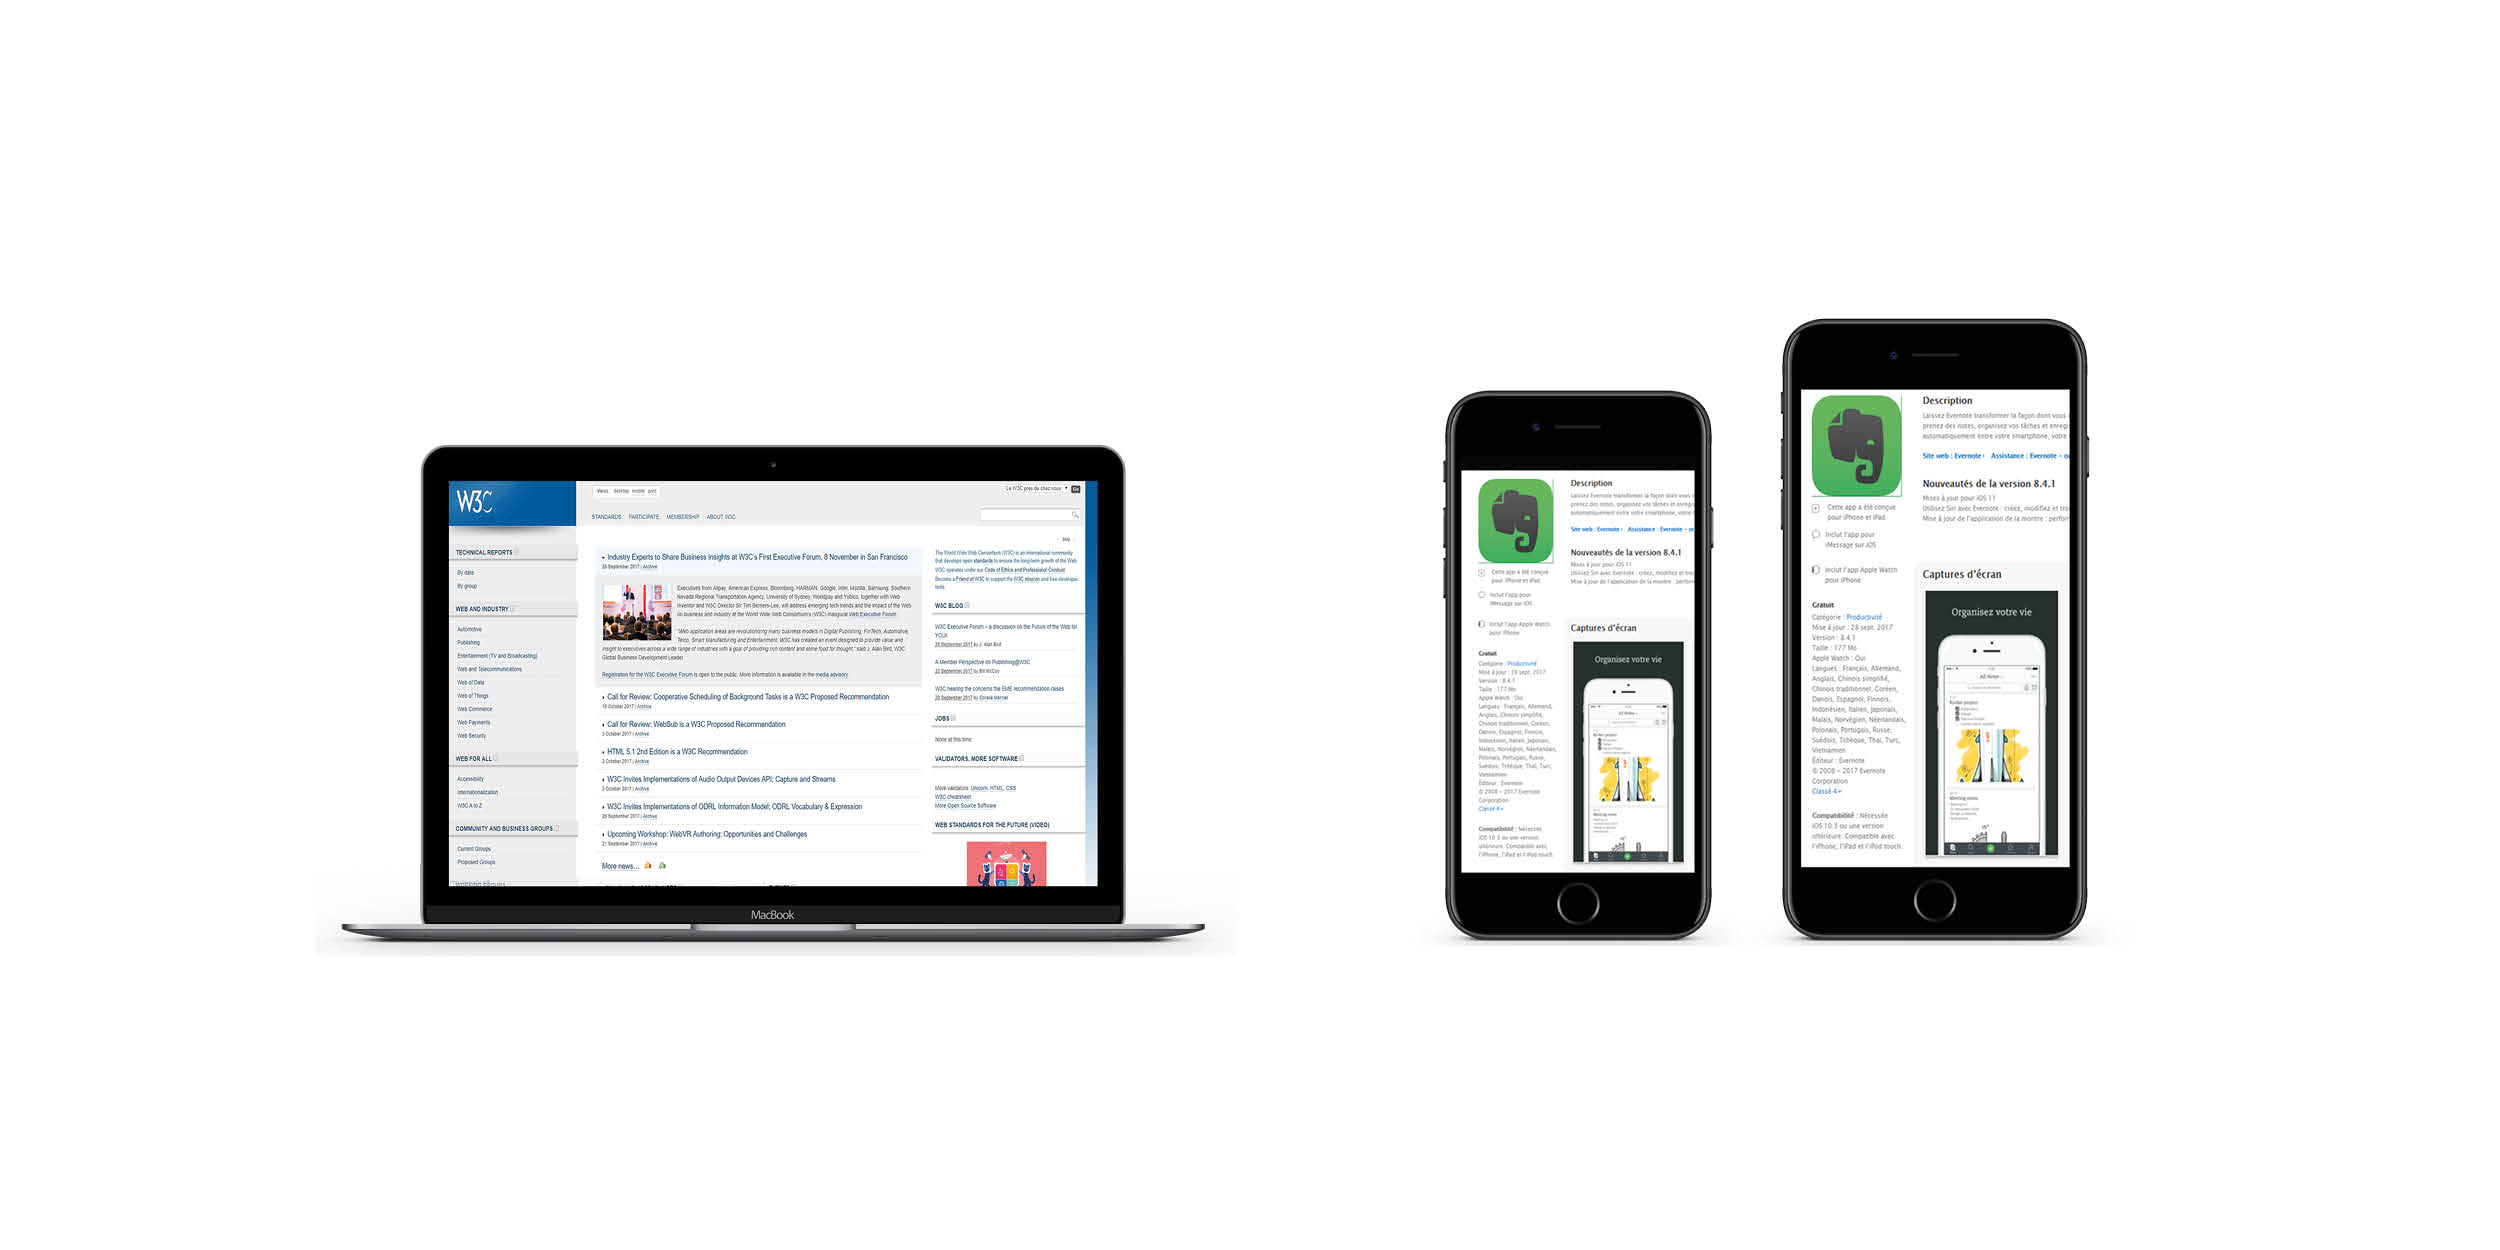 W3C
Views: desktop mobile print
Le W3C près de chez vous
Go
STANDARDS PARTICIPATE MEMBERSHIP ABOUT W3C
TECHNICAL REPORTS
By date
By group
WEB AND INDUSTRY
Automotive
Publishing
Entertainment (TV and Broadcasting)
Web and Telecommunications
Web of Data
Web of Things
Web Commerce
Web Payments
Web Security
WEB FOR ALL
Accessibility
Internationalization
W3C A to Z
COMMUNITY AND BUSINESS GROUPS
Current Groups
Proposed Groups
Industry Experts to Share Business Insights at W3C's First Executive Forum, 8 November in San Francisco
28 September 2017 | Archive
Executives from Alipay, American Express, Bloomberg, HARMAN, Google, Intel, Mozilla, Samsung, Southern
Nevada Regional Transportation Agency, University of Sydney, Worldpay and Yubico, together with Web
Inventor and W3C Director Sir Tim Berners-Lee, will address emerging tech trends and the impact of the Web
on business and industry at the World Wide Web Consortium's (W3C) inaugural Web Executive Forum.
"Web application areas are revolutionizing many business models in Digital Publishing, FinTech, Automotive,
Telco, Smart Manufacturing and Entertainment. W3C has created an event designed to provide value and
insight to executives across a wide range of industries with a goal of providing rich content and some food for thought." said J. Alan Bird, W3C
Global Business Development Leader.
Registration for the W3C Executive Forum is open to the public. More information is available in the media advisory
Call for Review: Cooperative Scheduling of Background Tasks is a W3C Proposed Recommendation
10 October 2017 | Archive
Call for Review: WebSub is a W3C Proposed Recommendation
3 October 2017 | Archive
HTML 5.1 2nd Edition is a W3C Recommendation
3 October 2017 | Archive
W3C Invites Implementations of Audio Output Devices API; Capture and Streams
3 October 2017 | Archive
W3C Invites Implementations of ODRL Information Model; ODRL Vocabulary & Expression
26 September 2017 | Archive
Upcoming Workshop: WebVR Authoring: Opportunities and Challenges
21 September 2017 | Archive
More news…
Skip
The World Wide Web Consortium (W3C) is an international community
that develops open standards to ensure the long-term growth of the Web.
W3C operates under our Code of Ethics and Professional Conduct
Become a Friend of W3C to support the W3C mission and free developer
tools.
W3C BLOG
W3C Executive Forum – a discussion on the Future of the Web for
YOU!
26 September 2017 by J. Alan Bird
A Member Perspective on Publishing@W3C
22 September 2017 by Bill McCoy
W3C hearing the concerns the EME recommendation raises
20 September 2017 by Coralie Mercier
JOBS
None at this time
VALIDATORS, MORE SOFTWARE
More validators: Unicorn, HTML, CSS
W3C cheatsheet
More Open Source Software
WEB STANDARDS FOR THE FUTURE (VIDEO)
MacBook
Description
Laissez Evernote transformer la façon dont vous
prenez des notes, organisez vos tâches et enregi
automatiquement entre votre smartphone, votre
Site web : Evernote Assistance : Evernote – or
Nouveautés de la version 8.4.1
Mises à jour pour iOS 11
Utilisez Siri avec Evernote : créez, modifiez et tro
Mise à jour de l'application de la montre : perform
Cette app a été conçue
pour iPhone et iPad.
Inclut l'app pour
iMessage sur iOS
Inclut l'app Apple Watch
pour iPhone
Gratuit
Catégorie : Productivité
Mise à jour : 28 sept. 2017
Version : 8.4.1
Taille : 177 Mo
Apple Watch : Oui
Langues : Français, Allemand,
Anglais, Chinois simplifié,
Chinois traditionnel, Coréen,
Danois, Espagnol, Finnois,
Indonésien, Italien, Japonais,
Malais, Norvégien, Néerlandais,
Polonais, Portugais, Russe,
Suédois, Tchèque, Thaï, Turc,
Vietnamien
Éditeur : Evernote
© 2008 – 2017 Evernote
Corporation
Classé 4+
Compatibilité : Nécessite
iOS 10.3 ou une version
ultérieure. Compatible avec
l'iPhone, l'iPad et l'iPod touch.
Captures d'écran
Organisez votre vie
Description
Laissez Evernote transformer la façon dont vous
prenez des notes, organisez vos tâches et enregi
automatiquement entre votre smartphone, votre
Site web : Evernote Assistance : Evernote – or
Nouveautés de la version 8.4.1
Mises à jour pour iOS 11
Utilisez Siri avec Evernote : créez, modifiez et tro
Mise à jour de l'application de la montre : perform
Cette app a été conçue
pour iPhone et iPad.
Inclut l'app pour
iMessage sur iOS
Inclut l'app Apple Watch
pour iPhone
Gratuit
Catégorie : Productivité
Mise à jour : 28 sept. 2017
Version : 8.4.1
Taille : 177 Mo
Apple Watch : Oui
Langues : Français, Allemand,
Anglais, Chinois simplifié,
Chinois traditionnel, Coréen,
Danois, Espagnol, Finnois,
Indonésien, Italien, Japonais,
Malais, Norvégien, Néerlandais,
Polonais, Portugais, Russe,
Suédois, Tchèque, Thaï, Turc,
Vietnamien
Éditeur : Evernote
© 2008 – 2017 Evernote
Corporation
Classé 4+
Compatibilité : Nécessite
iOS 10.3 ou une version
ultérieure. Compatible avec
l'iPhone, l'iPad et l'iPod touch.
Captures d'écran
Organisez votre vie
All Notes
Meeting notes